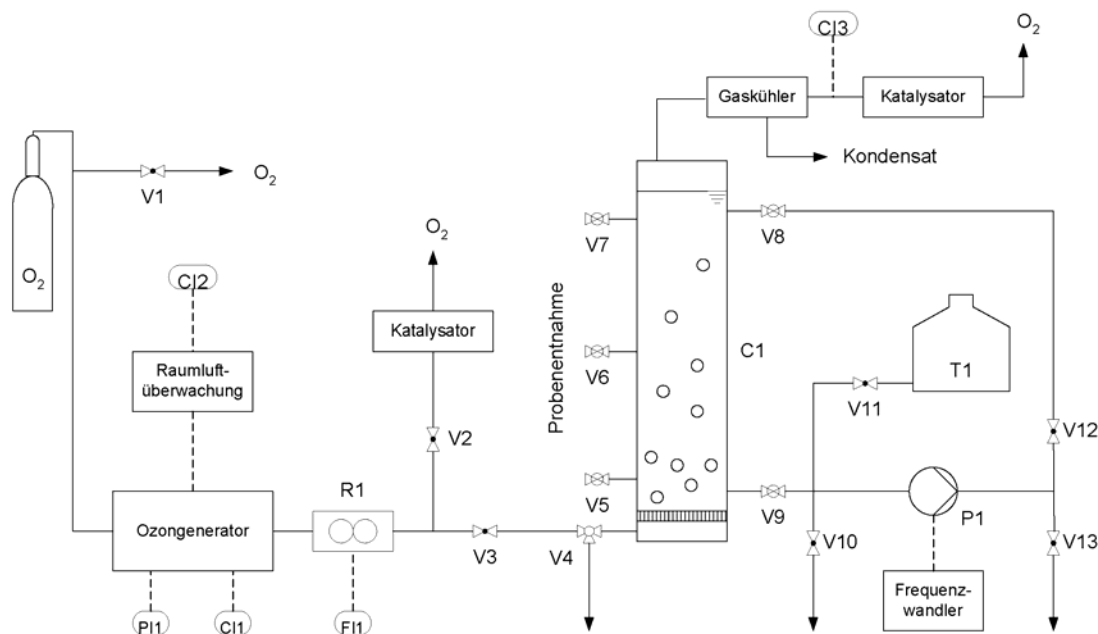 CI3
O2
Gaskühler
Katalysator
Kondensat
O2
V1
O2
V7
V8
O2
CI2
Katalysator
Probenentnahme
C1
T1
Raumluft-
überwachung
V6
V11
V2
V12
V5
R1
V9
P1
Ozongenerator
V3
V4
V10
V13
Frequenz-
wandler
PI1
CI1
FI1